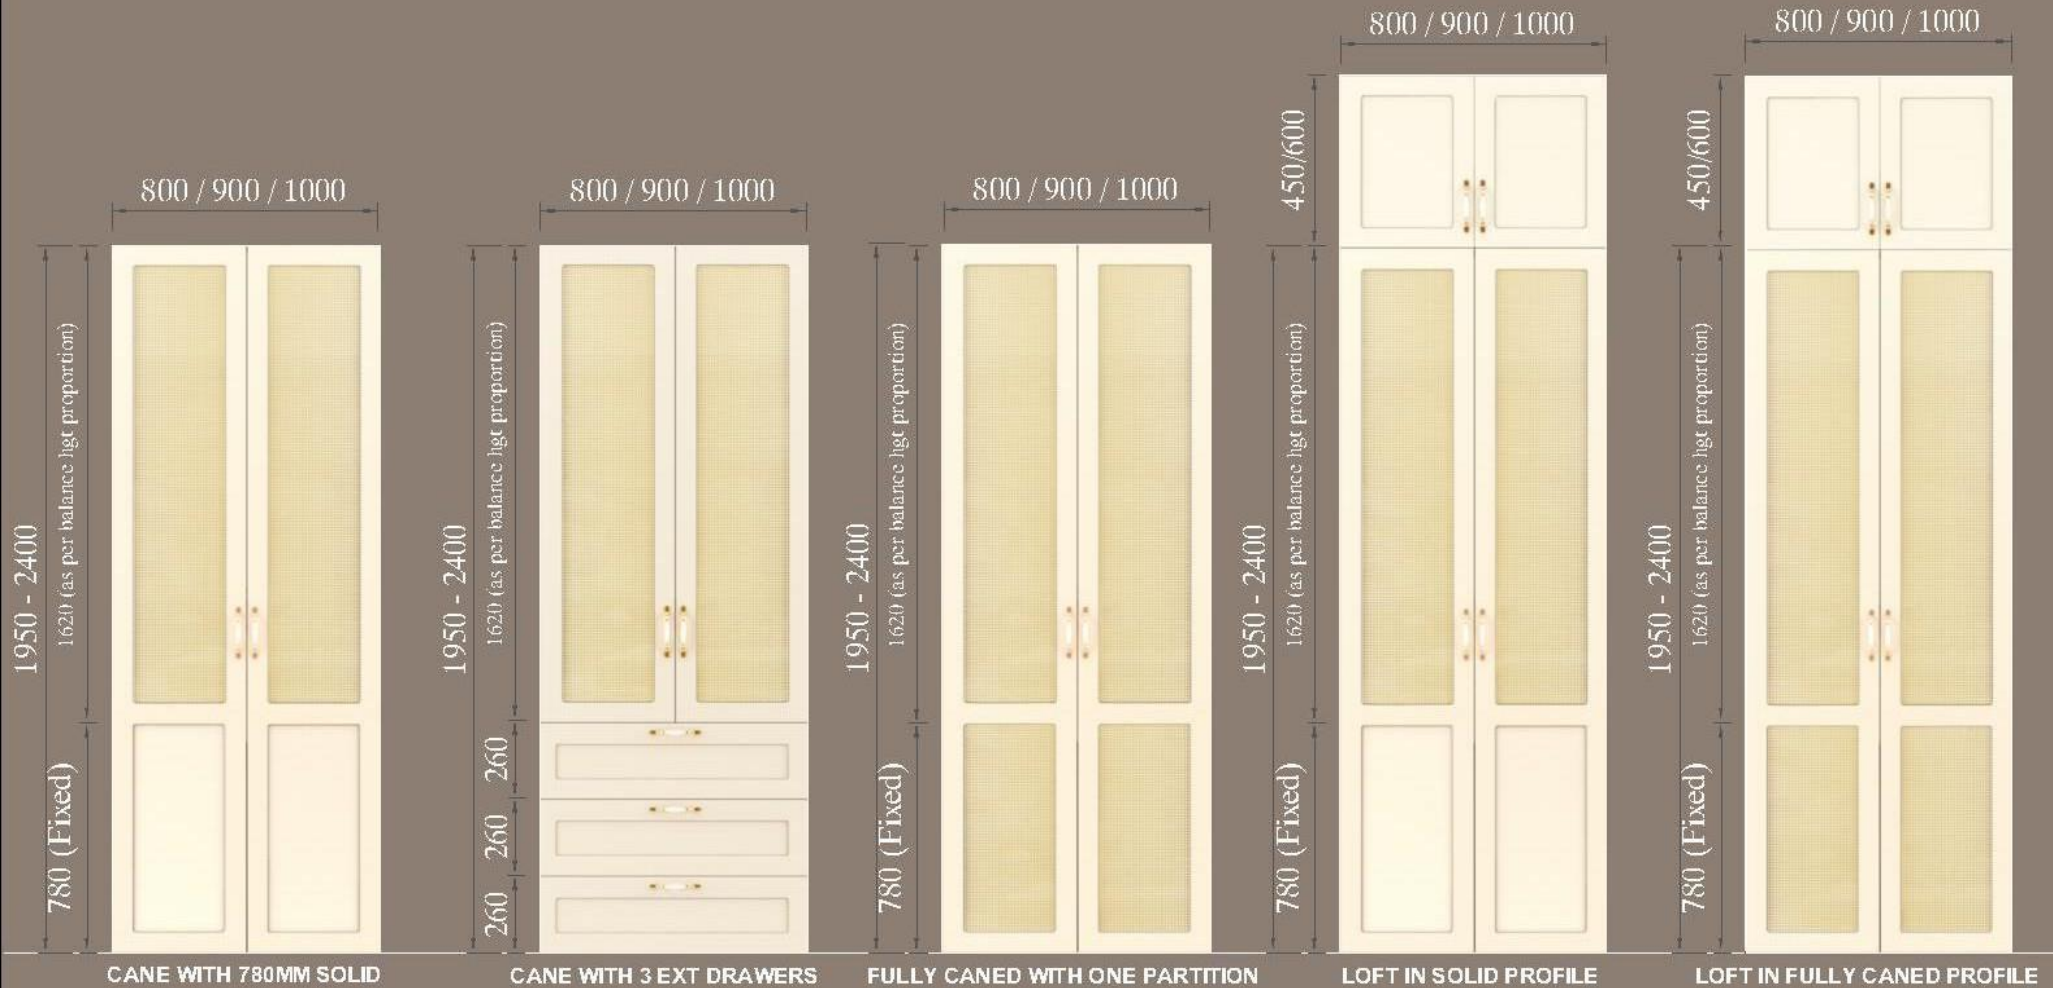 800 / 900 / 1000
1950 - 2400
1620 (as per balance hgt proportion)
780 (Fixed)
CANE WITH 780MM SOLID
800 / 900 / 1000
1950 - 2400
1620 (as per balance hgt proportion)
260
260
260
CANE WITH 3 EXT DRAWERS
800 / 900 / 1000
1950 - 2400
1620 (as per balance hgt proportion)
780 (Fixed)
FULLY CANED WITH ONE PARTITION
800 / 900 / 1000
450/600
1950 - 2400
1620 (as per balance hgt proportion)
780 (Fixed)
LOFT IN SOLID PROFILE
800 / 900 / 1000
450/600
1950 - 2400
1620 (as per balance hgt proportion)
780 (Fixed)
LOFT IN FULLY CANED PROFILE